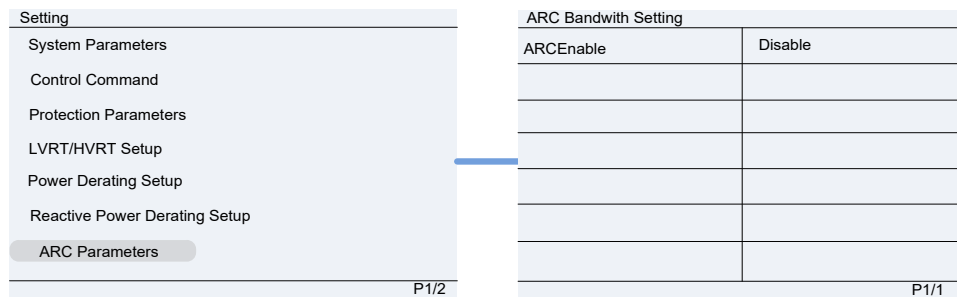 Setting
System Parameters
Control Command
Protection Parameters
LVRT/HVRT Setup
Power Derating Setup
Reactive Power Derating Setup
ARC Parameters
P1/2
ARC Bandwith Setting
ARCEnable Disable
P1/1